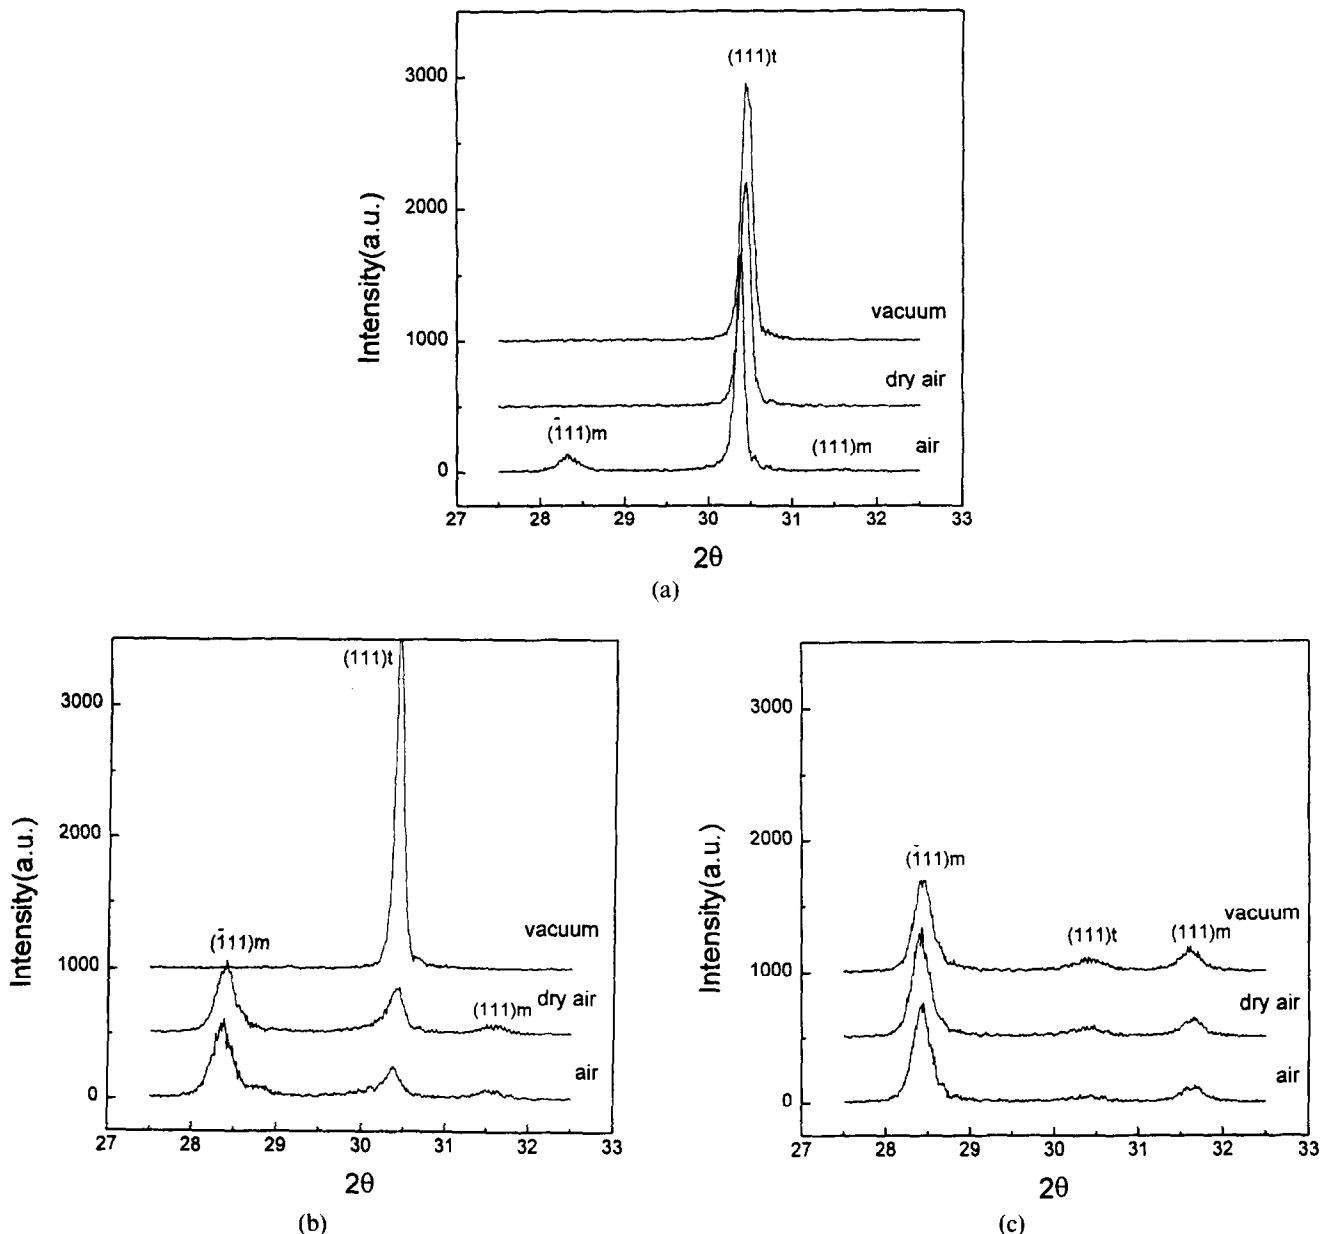 (111)t
3000
2000
vacuum
1000
dry air
(1̄11)m
(111)m
air
0
27 28 29 30 31 32 33
Intensity(a.u.)
2θ
(a)
(111)t
3000
2000
vacuum
(1̄11)m
1000
dry air
(111)m
air
0
27 28 29 30 31 32 33
Intensity(a.u.)
2θ
(b)
3000
2000
(1̄11)m
vacuum
(111)t
(111)m
1000
dry air
air
0
27 28 29 30 31 32 33
Intensity(a.u.)
2θ
(c)